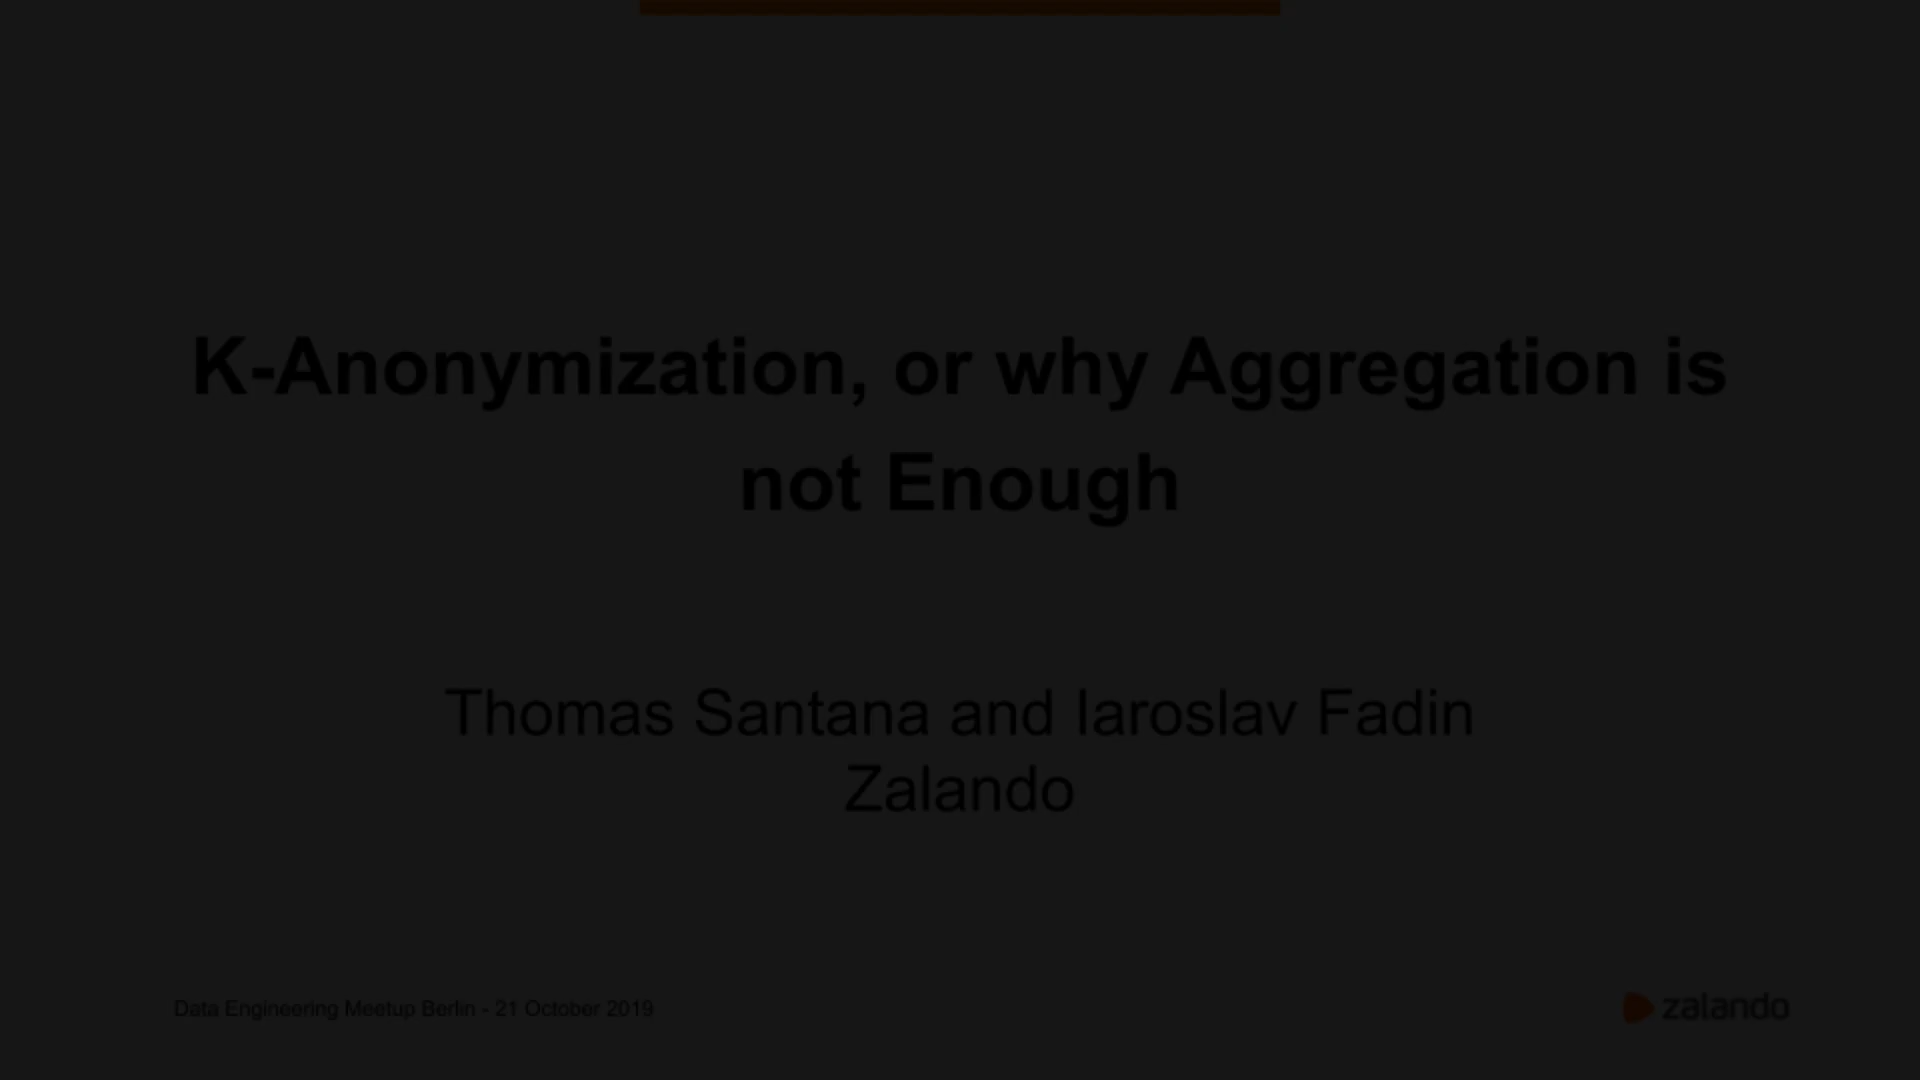 K-Anonymization, or why Aggregation is
not Enough
Thomas Santana and Iaroslav Fadin
Zalando
Data Engineering Meetup Berlin - 21 October 2019
zalando